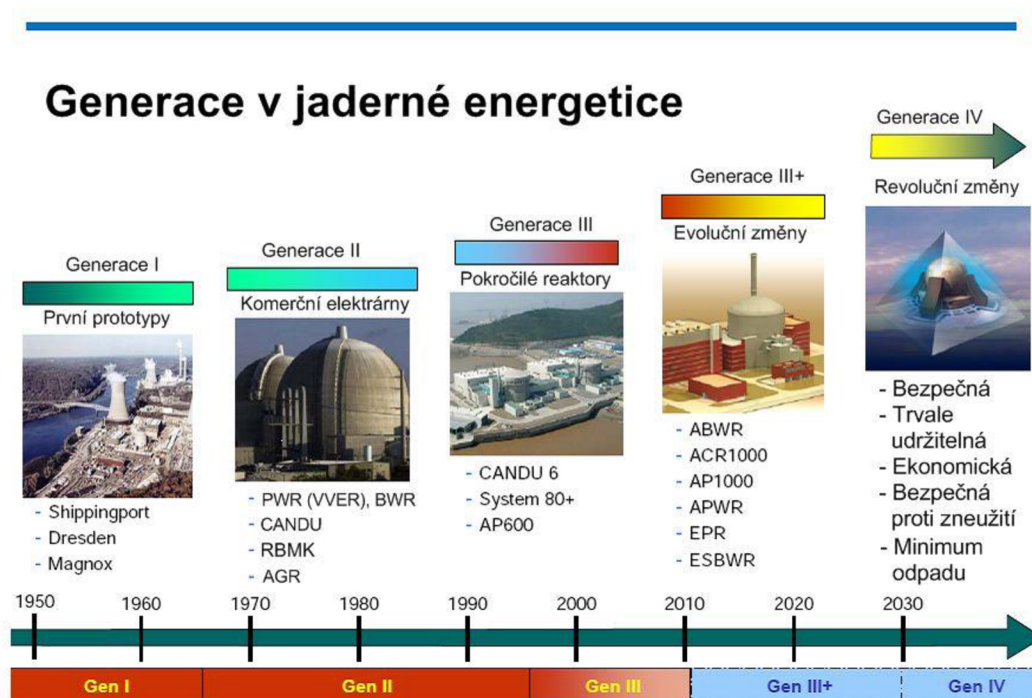 Generace v jaderné energetice
Generace I
První prototypy
- Shippingport
- Dresden
- Magnox
Generace II
Komerční elektrárny
- PWR (VVER), BWR
- CANDU
- RBMK
- AGR
Generace III
Pokročilé reaktory
- CANDU 6
- System 80+
- AP600
Generace III+
Evoluční změny
- ABWR
- ACR1000
- AP1000
- APWR
- EPR
- ESBWR
Generace IV
Revoluční změny
- Bezpečná
- Trvale
udržitelná
- Ekonomická
- Bezpečná
proti zneužití
- Minimum
odpadu
1950 1960 1970 1980 1990 2000 2010 2020 2030
Gen I Gen II Gen III Gen III+ Gen IV